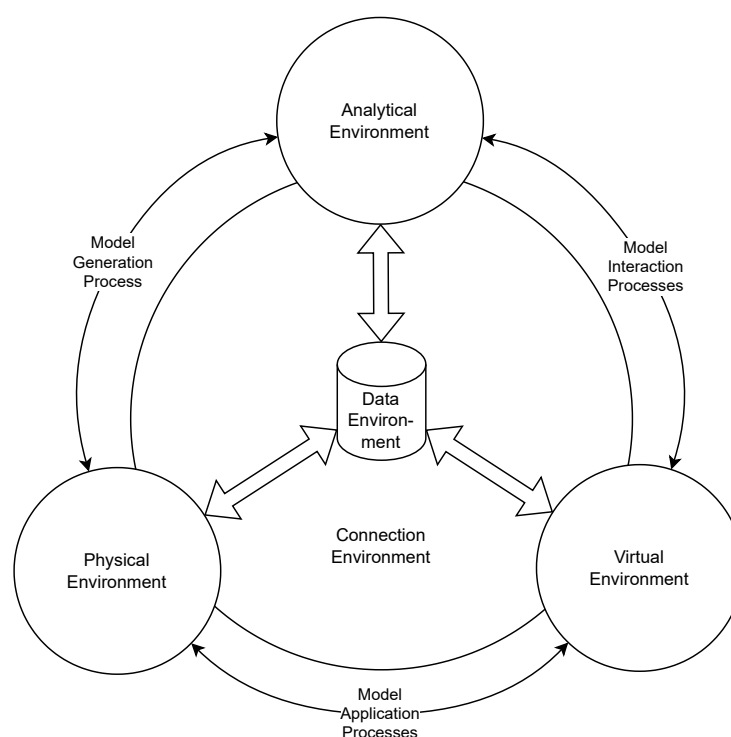 Analytical
Environment
Model
Generation
Process
Model
Interaction
Processes
Data
Environ-
ment
Connection
Environment
Physical
Environment
Virtual
Environment
Model
Application
Processes